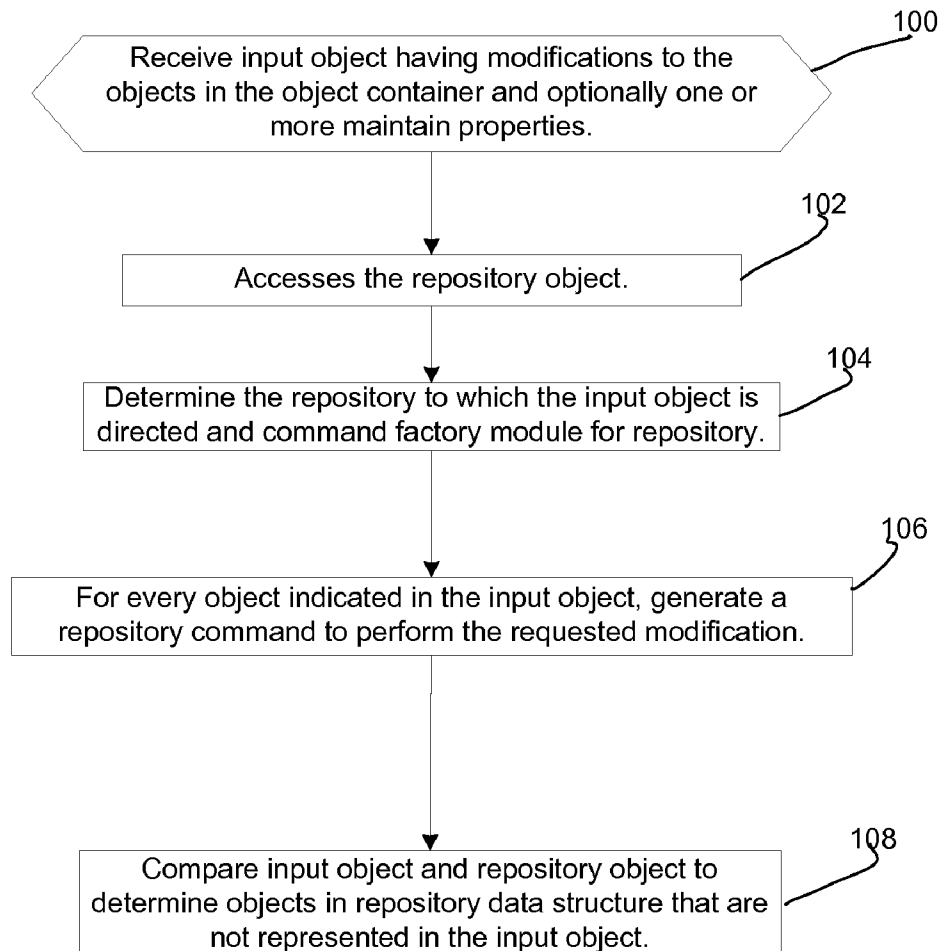 100
Receive input object having modifications to the
objects in the object container and optionally one or
more maintain properties.
102
Accesses the repository object.
104
Determine the repository to which the input object is
directed and command factory module for repository.
106
For every object indicated in the input object, generate a
repository command to perform the requested modification.
108
Compare input object and repository object to
determine objects in repository data structure that are
not represented in the input object.